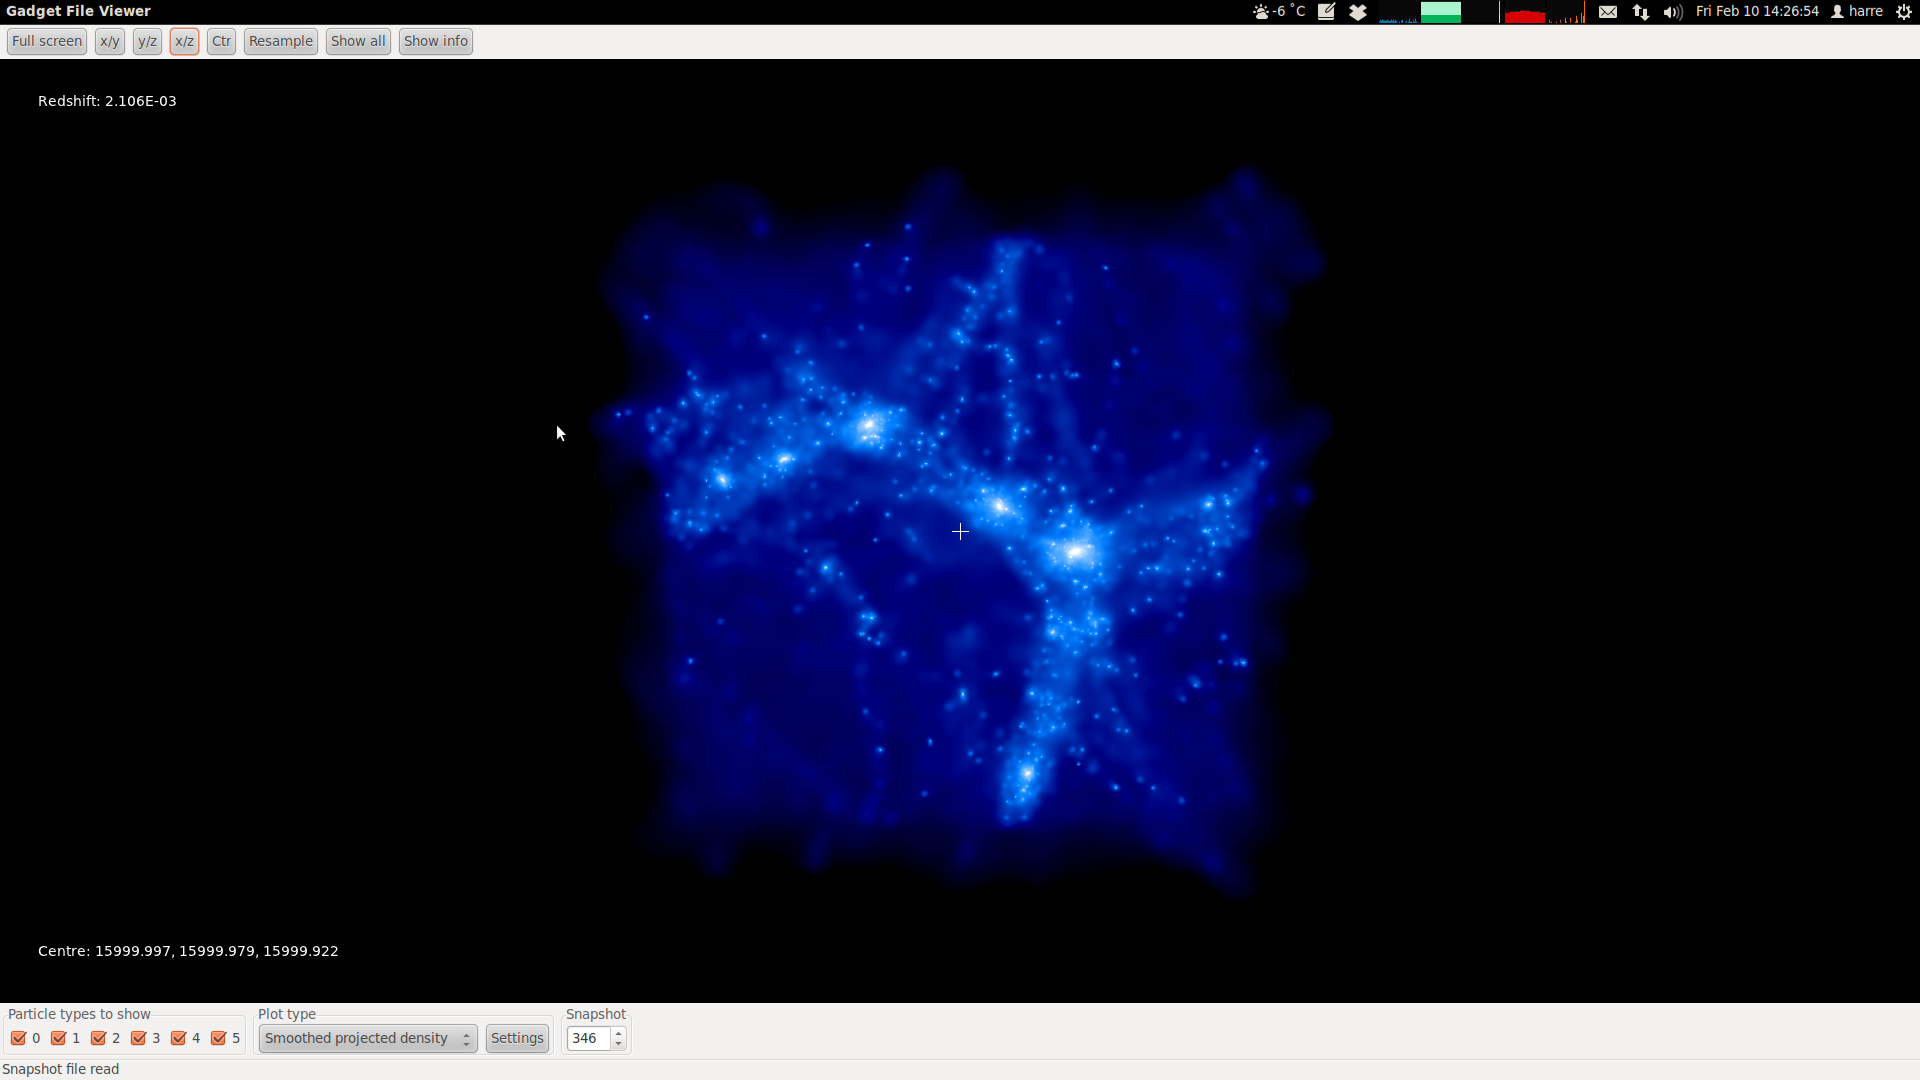 Gadget File Viewer
-6 °C
Fri Feb 10 14:26:54
harre
Full screen
x/y
y/z
x/z
Ctr
Resample
Show all
Show info
Redshift: 2.106E-03
Centre: 15999.997, 15999.979, 15999.922
Particle types to show
0 1 2 3 4 5
Plot type
Smoothed projected density
Settings
Snapshot
346
Snapshot file read